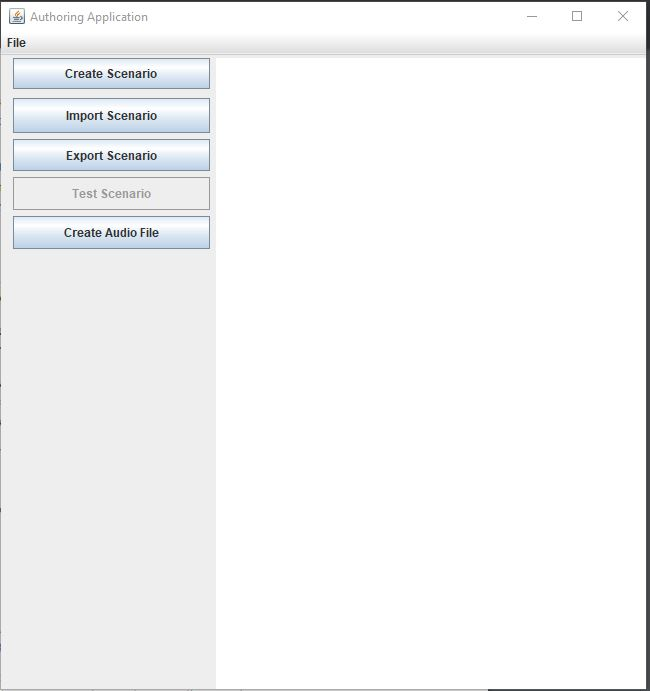 Authoring Application
File
Create Scenario
Import Scenario
Export Scenario
Test Scenario
Create Audio File